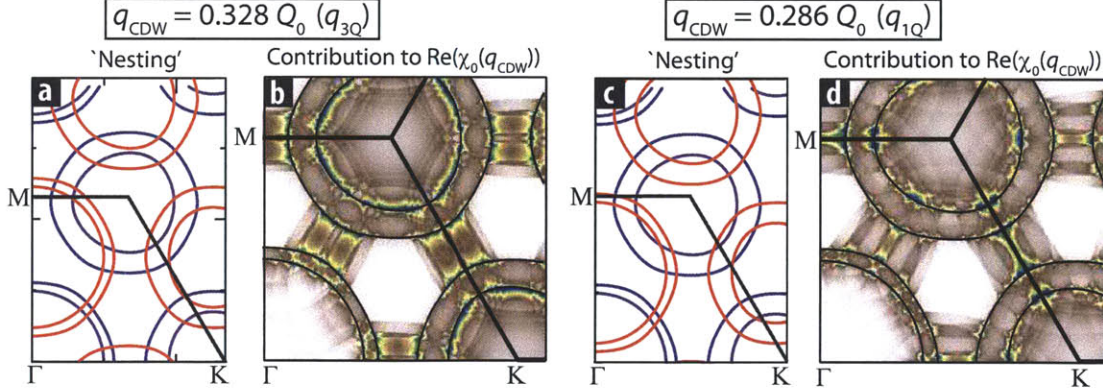 q_CDW = 0.328 Q_0 (q_3Q)
q_CDW = 0.286 Q_0 (q_1Q)
`Nesting'
Contribution to Re(χ_0(q_CDW))
`Nesting'
Contribution to Re(χ_0(q_CDW))
a
b
c
d
M
M
M
M
Γ
K
Γ
K
Γ
K
Γ
K